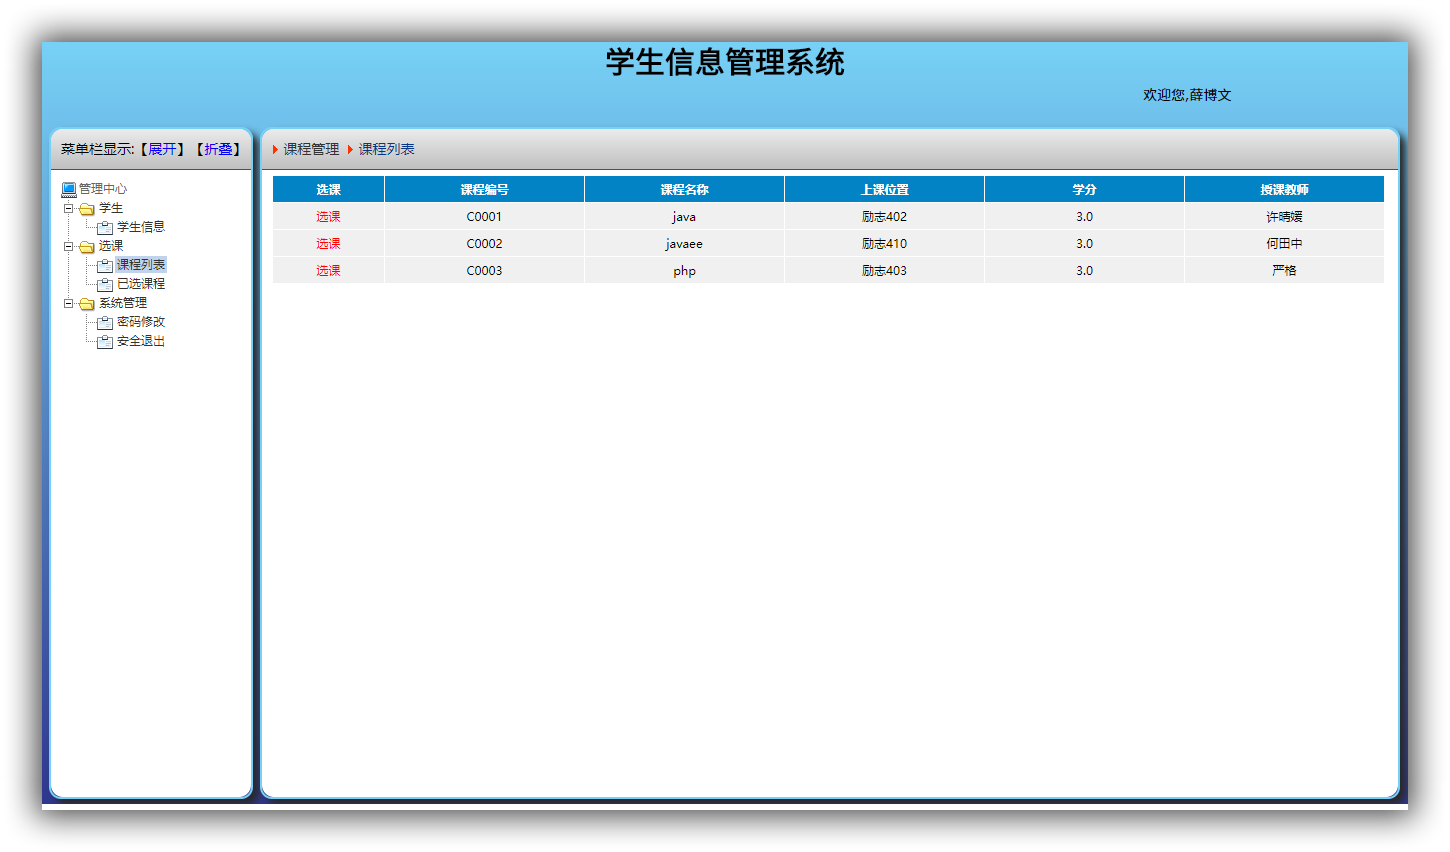 学生信息管理系统
欢迎您,薛博文
菜单栏显示:【展开】【折叠】
管理中心
学生
学生信息
选课
课程列表
已选课程
系统管理
密码修改
安全退出
课程管理 课程列表
选课 课程编号 课程名称 上课位置 学分 授课教师
选课 C0001 java 励志402 3.0 许晴媛
选课 C0002 javaee 励志410 3.0 何田中
选课 C0003 php 励志403 3.0 严格